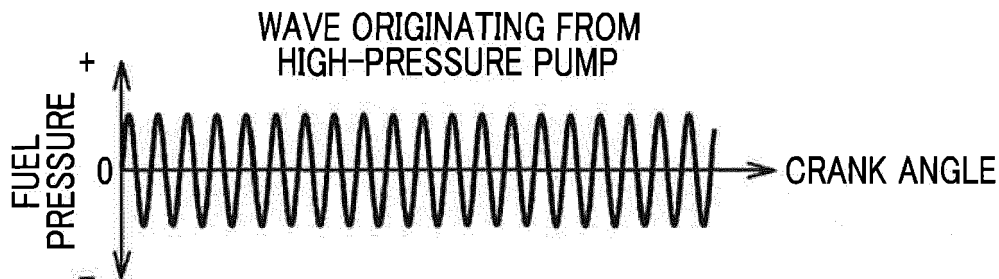 WAVE ORIGINATING FROM
HIGH-PRESSURE PUMP
+
FUEL
PRESSURE
0
CRANK ANGLE
-